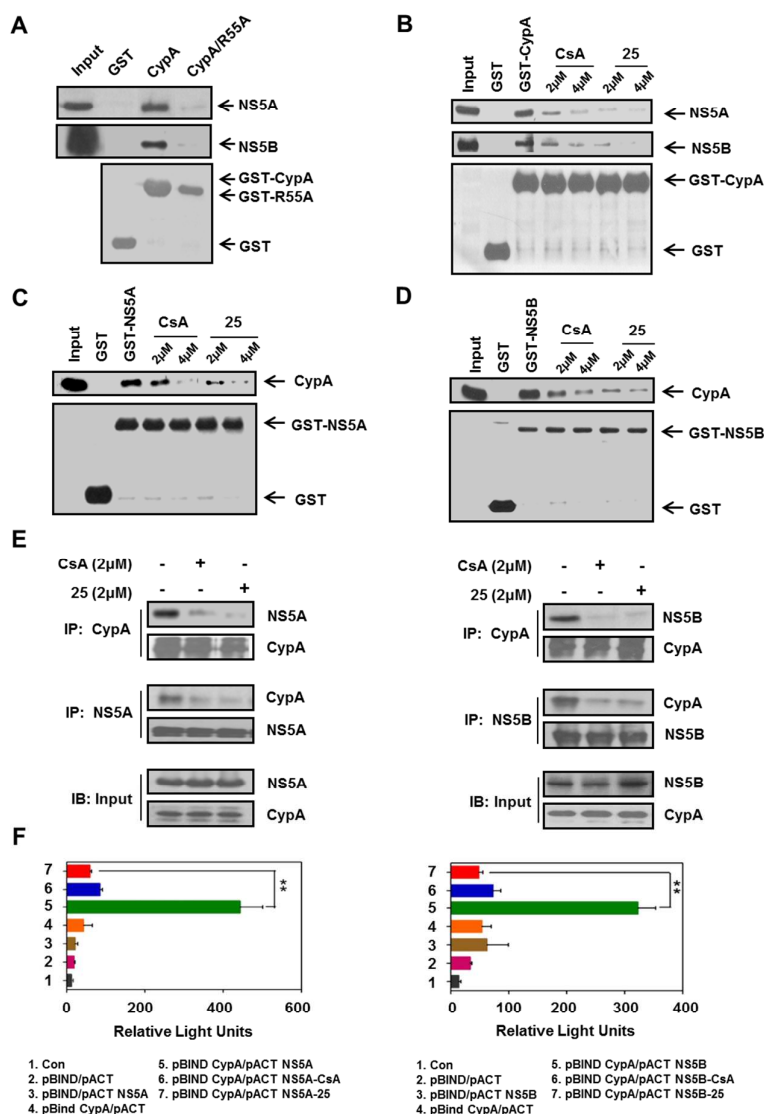 A
Input GST CypA CypA/R55A
NS5A
NS5B
GST-CypA
GST-R55A
GST
B
Input GST GST-CypA CsA 25
2μM 4μM 2μM 4μM
NS5A
NS5B
GST-CypA
GST
C
Input GST GST-NS5A CsA 25
2μM 4μM 2μM 4μM
CypA
GST-NS5A
GST
D
Input GST GST-NS5B CsA 25
2μM 4μM 2μM 4μM
CypA
GST-NS5B
GST
E
CsA (2μM) - + -
25 (2μM) - - +
IP: CypA
NS5A
CypA
IP: NS5A
CypA
NS5A
IB: Input
NS5A
CypA
CsA (2μM) - + -
25 (2μM) - - +
IP: CypA
NS5B
CypA
IP: NS5B
CypA
NS5B
IB: Input
NS5B
CypA
F
7
6
5
4
3
2
1
**
0 200 400 600
Relative Light Units
1. Con
2. pBIND/pACT
3. pBIND/pACT NS5A
4. pBind CypA/pACT
5. pBIND CypA/pACT NS5A
6. pBIND CypA/pACT NS5A-CsA
7. pBIND CypA/pACT NS5A-25
7
6
5
4
3
2
1
**
0 100 200 300 400
Relative Light Units
1. Con
2. pBIND/pACT
3. pBIND/pACT NS5B
4. pBind CypA/pACT
5. pBIND CypA/pACT NS5B
6. pBIND CypA/pACT NS5B-CsA
7. pBIND CypA/pACT NS5B-25